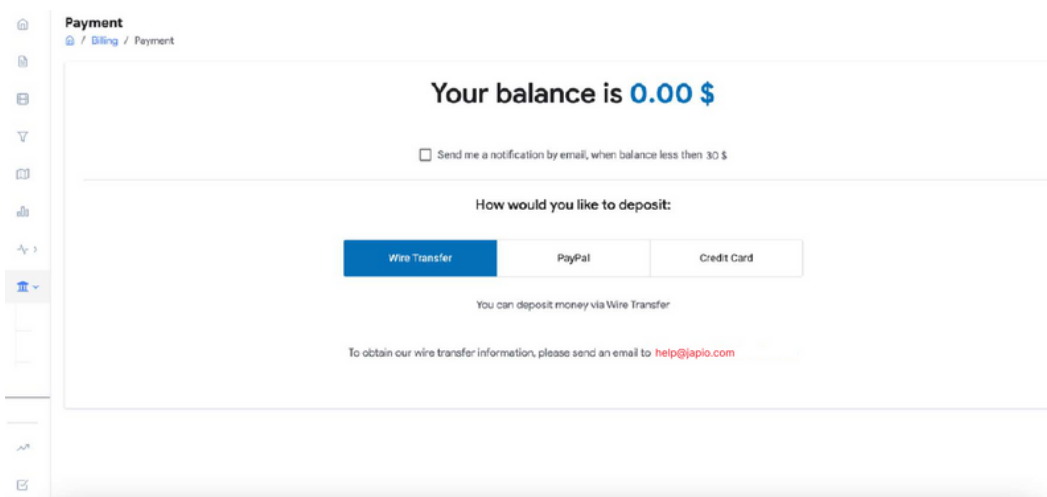 Payment
/ Billing / Payment
Your balance is 0.00 $
Send me a notification by email, when balance less then 30 $
How would you like to deposit:
Wire Transfer PayPal Credit Card
You can deposit money via Wire Transfer
To obtain our wire transfer information, please send an email to help@japio.com